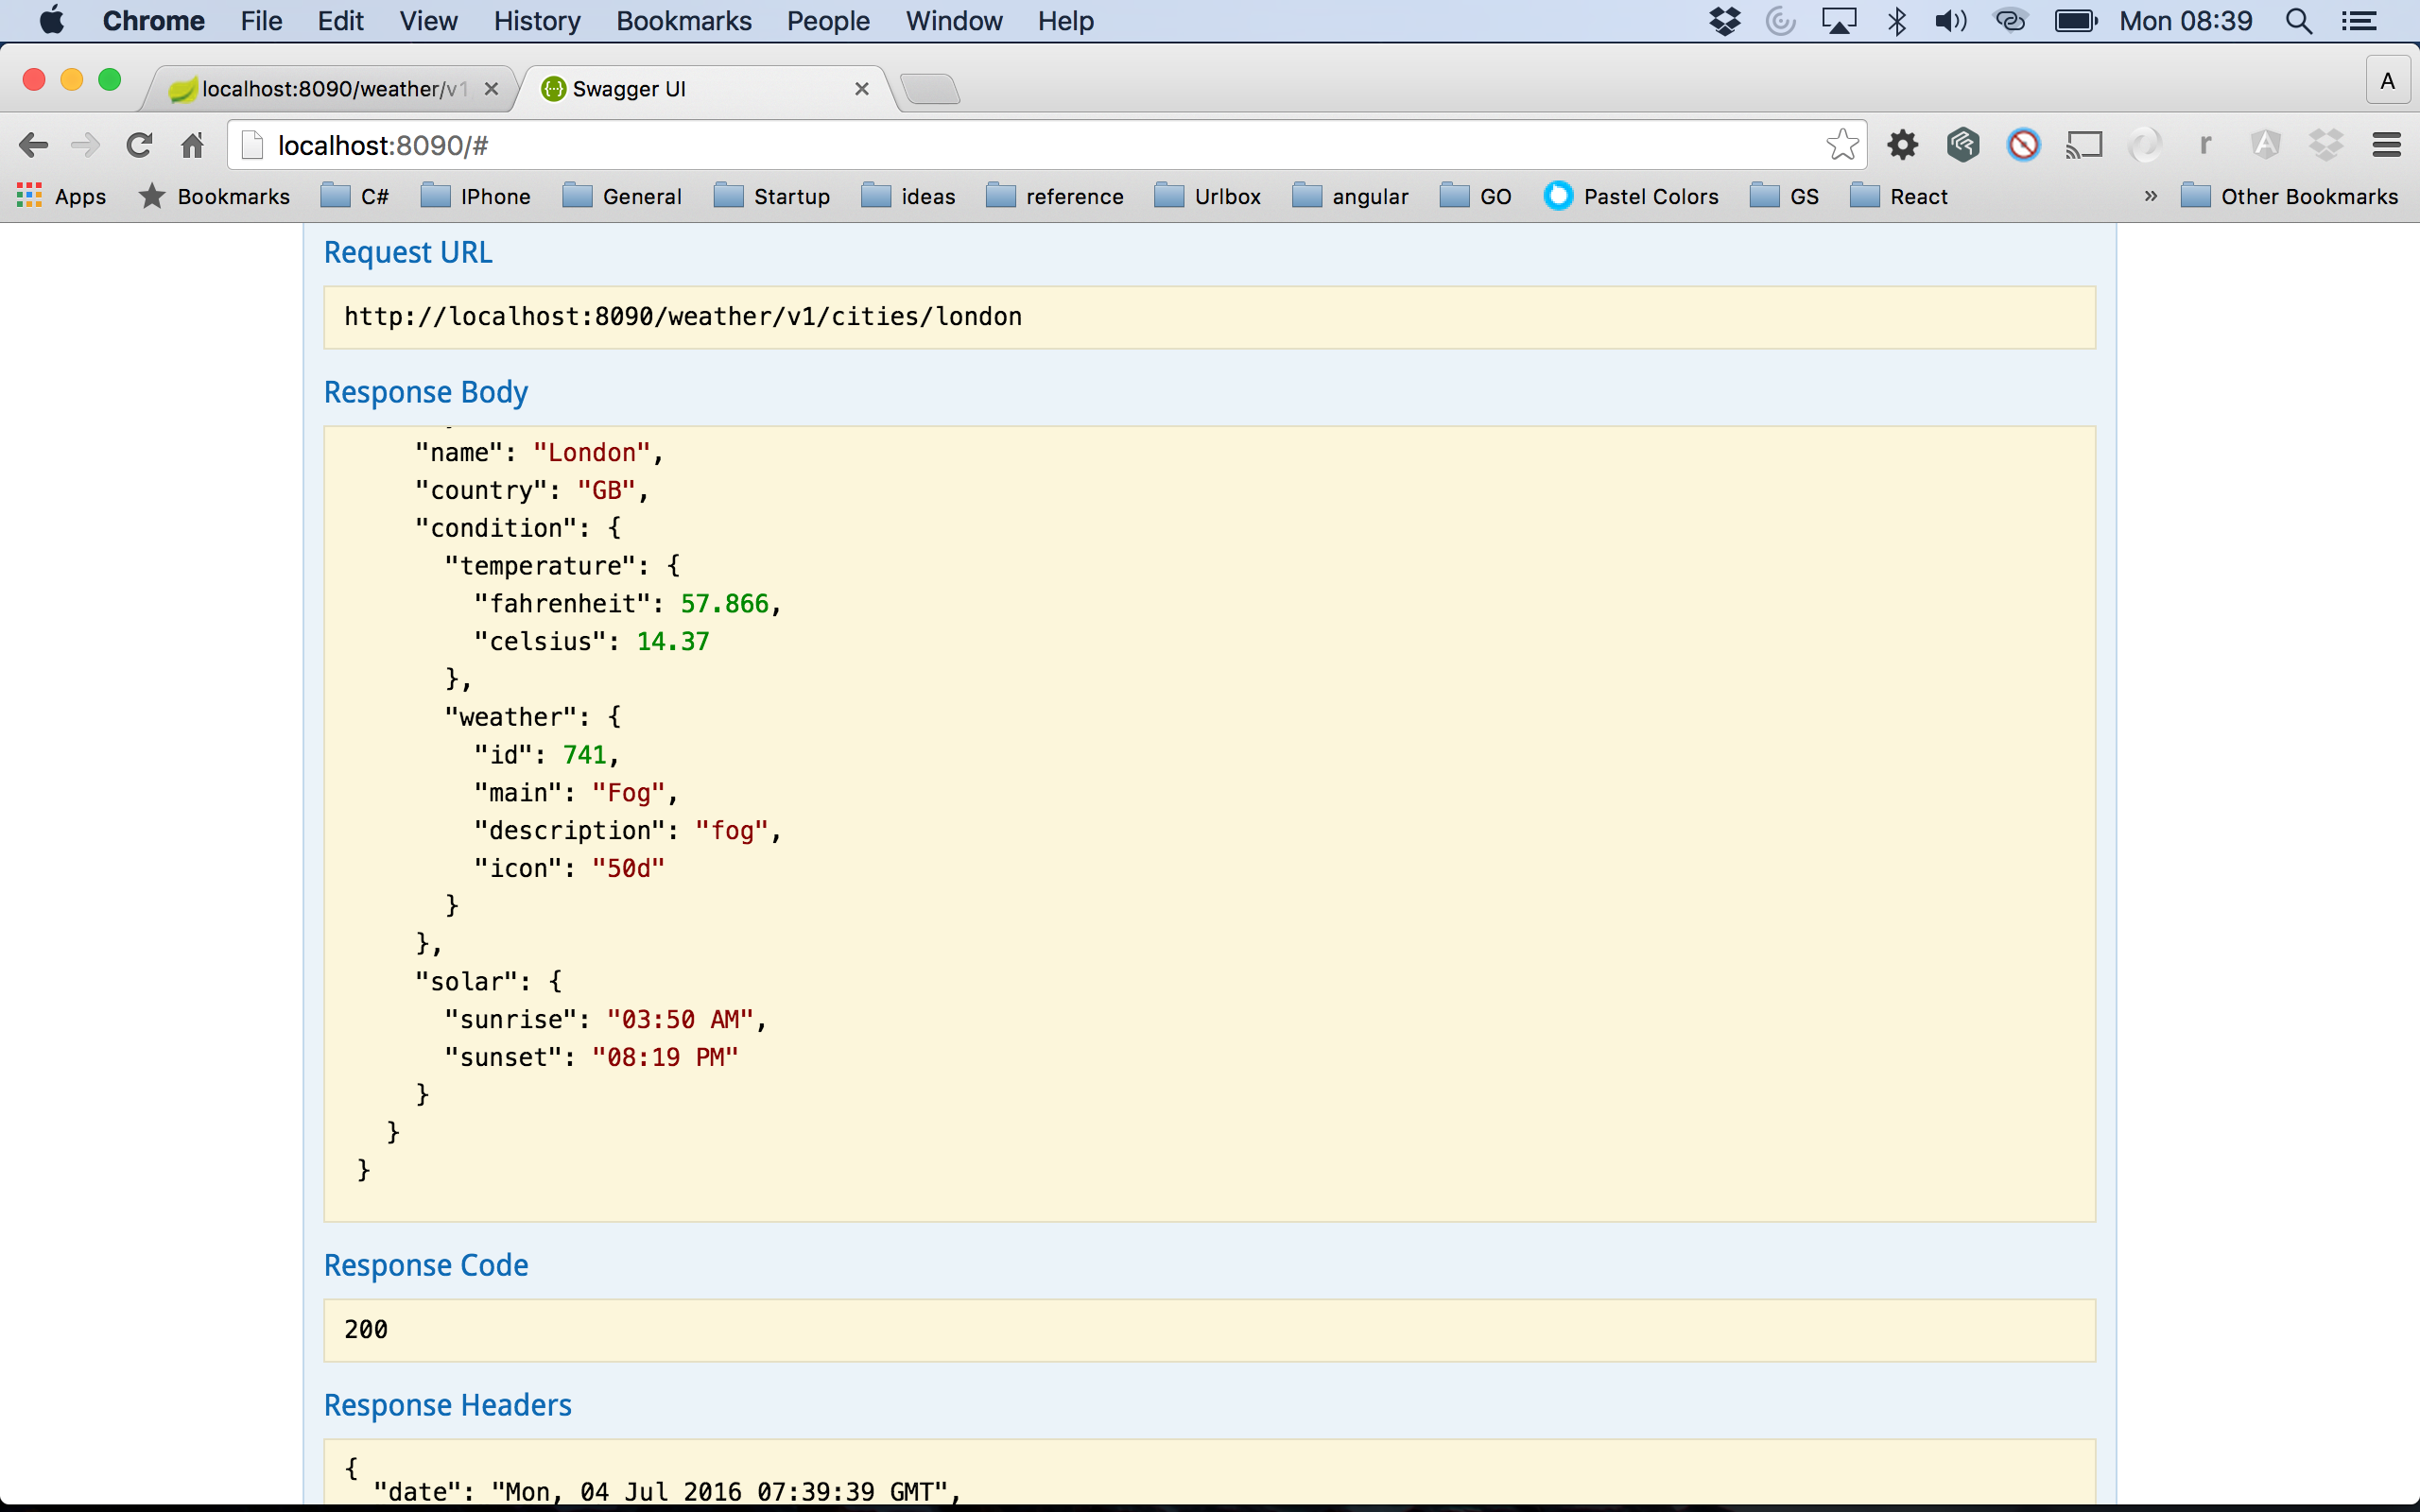 Chrome File Edit View History Bookmarks People Window Help Mon 08:39
localhost:8090/weather/v1 Swagger UI A
localhost:8090/#
Apps Bookmarks C# IPhone General Startup ideas reference Urlbox angular GO Pastel Colors GS React » Other Bookmarks
Request URL
http://localhost:8090/weather/v1/cities/london
Response Body
"name": "London",
"country": "GB",
"condition": {
"temperature": {
"fahrenheit": 57.866,
"celsius": 14.37
},
"weather": {
"id": 741,
"main": "Fog",
"description": "fog",
"icon": "50d"
}
},
"solar": {
"sunrise": "03:50 AM",
"sunset": "08:19 PM"
}
}
}
Response Code
200
Response Headers
{
"date": "Mon, 04 Jul 2016 07:39:39 GMT",